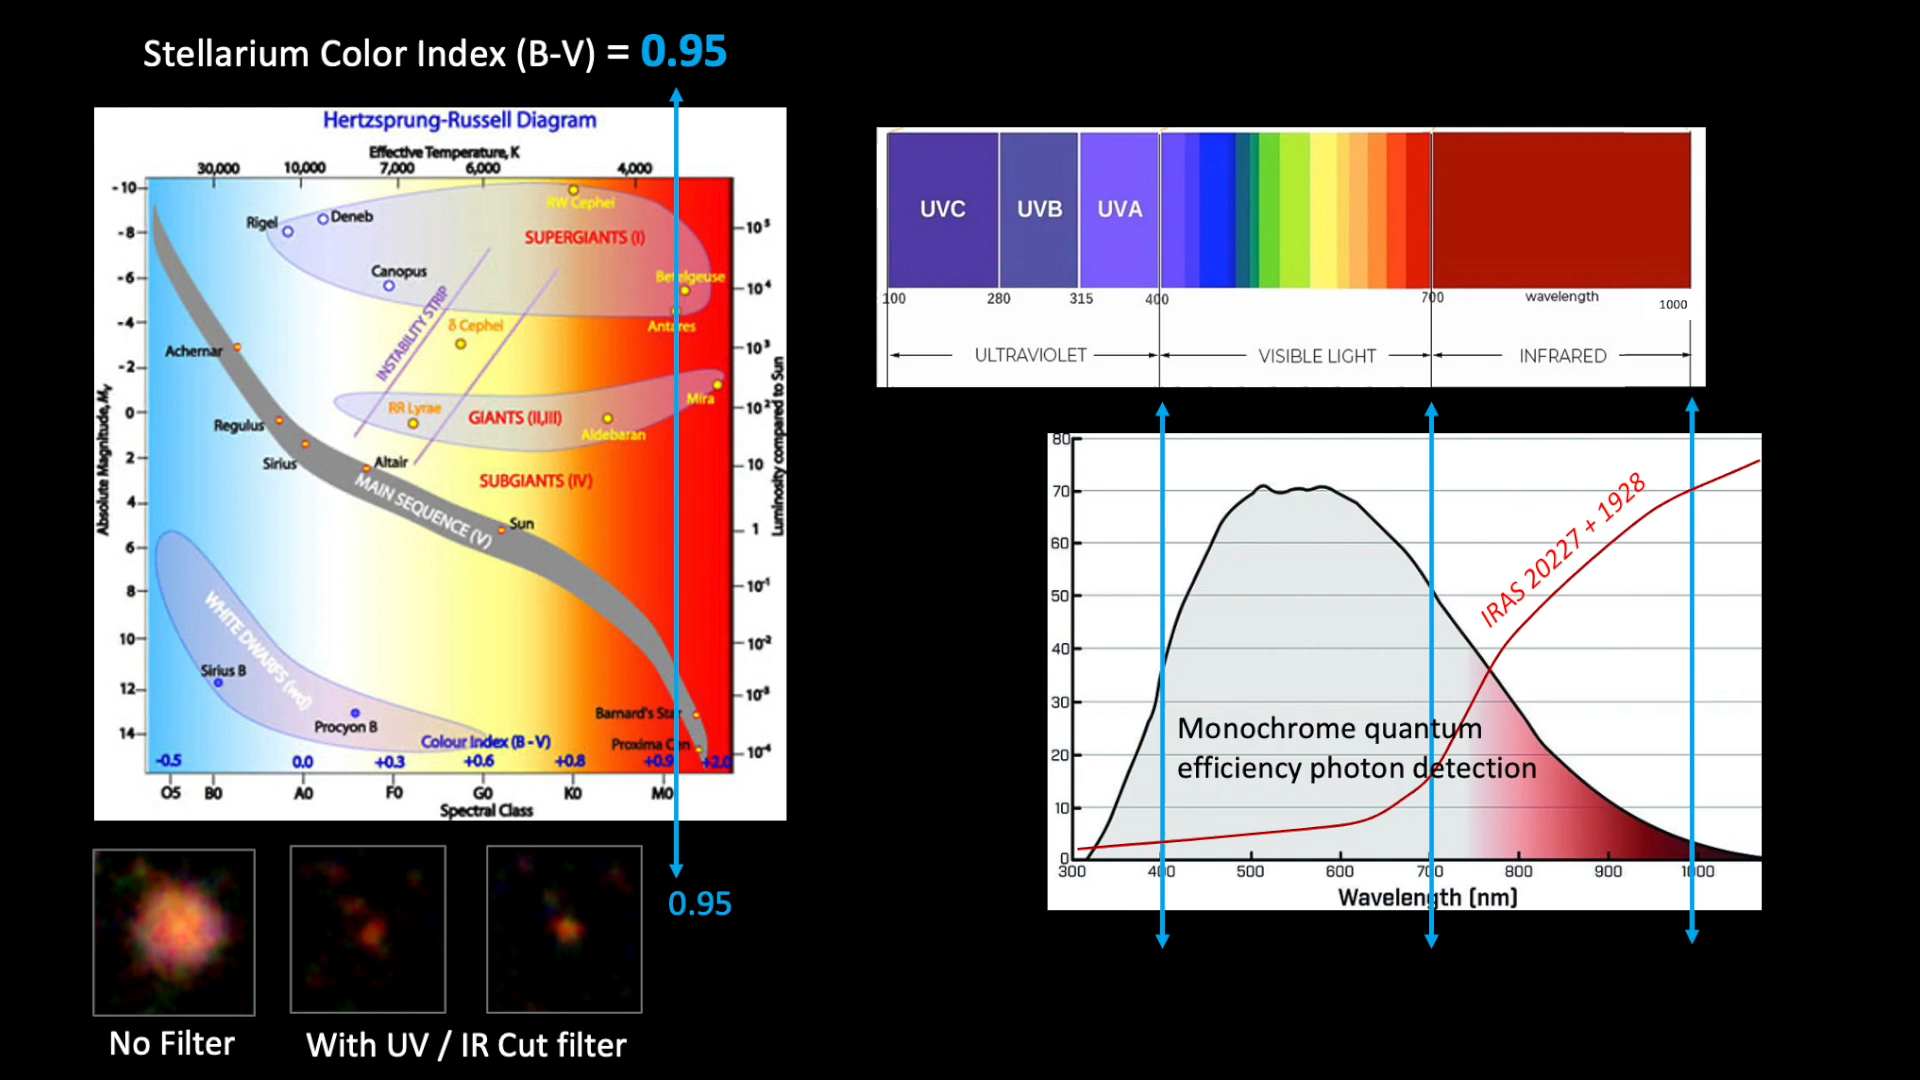 Stellarium Color Index (B-V) = 0.95
Hertzsprung-Russell Diagram
Effective Temperature, K
30,000 10,000 7,000 6,000 4,000
-10
-8
-6
-4
-2
0
2
4
6
8
10
12
14
Absolute Magnitude, Mv
10⁵
10⁴
10³
10²
10
1
10⁻¹
10⁻²
10⁻³
10⁻⁴
Luminosity compared to Sun
RW Cephei
Rigel
Deneb
SUPERGIANTS (I)
Canopus
Betelgeuse
INSTABILITY STRIP
δ Cephei
Antares
Achernar
Mira
RR Lyrae
GIANTS (II,III)
Regulus
Aldebaran
Sirius
Altair
SUBGIANTS (IV)
MAIN SEQUENCE (V)
Sun
WHITE DWARFS (wd)
Sirius B
Procyon B
Barnard's Star
Proxima Cen
Colour Index (B - V)
-0.5 0.0 +0.3 +0.6 +0.8 +0.9 +2.0
O5 B0 A0 F0 G0 K0 M0
Spectral Class
0.95
No Filter
With UV / IR Cut filter
UVC UVB UVA
100 280 315 400 700 wavelength 1000
ULTRAVIOLET VISIBLE LIGHT INFRARED
80
70
60
50
40
30
20
10
0
IRAS 20227 + 1928
Monochrome quantum
efficiency photon detection
300 400 500 600 700 800 900 1000
Wavelength (nm)